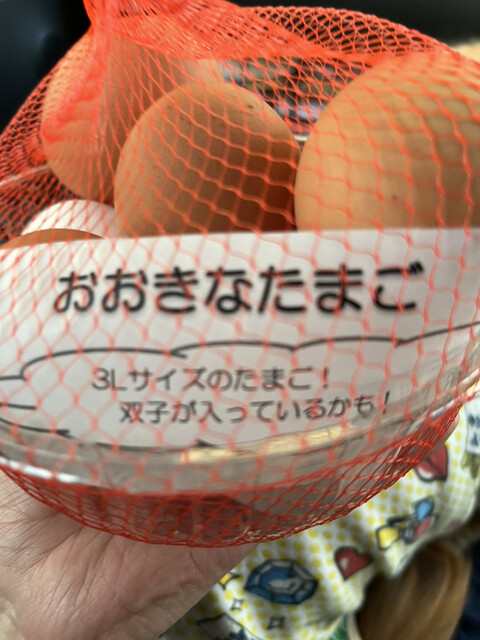 おおきなたまご
3Lサイズのたまご！
双子が入っているかも！